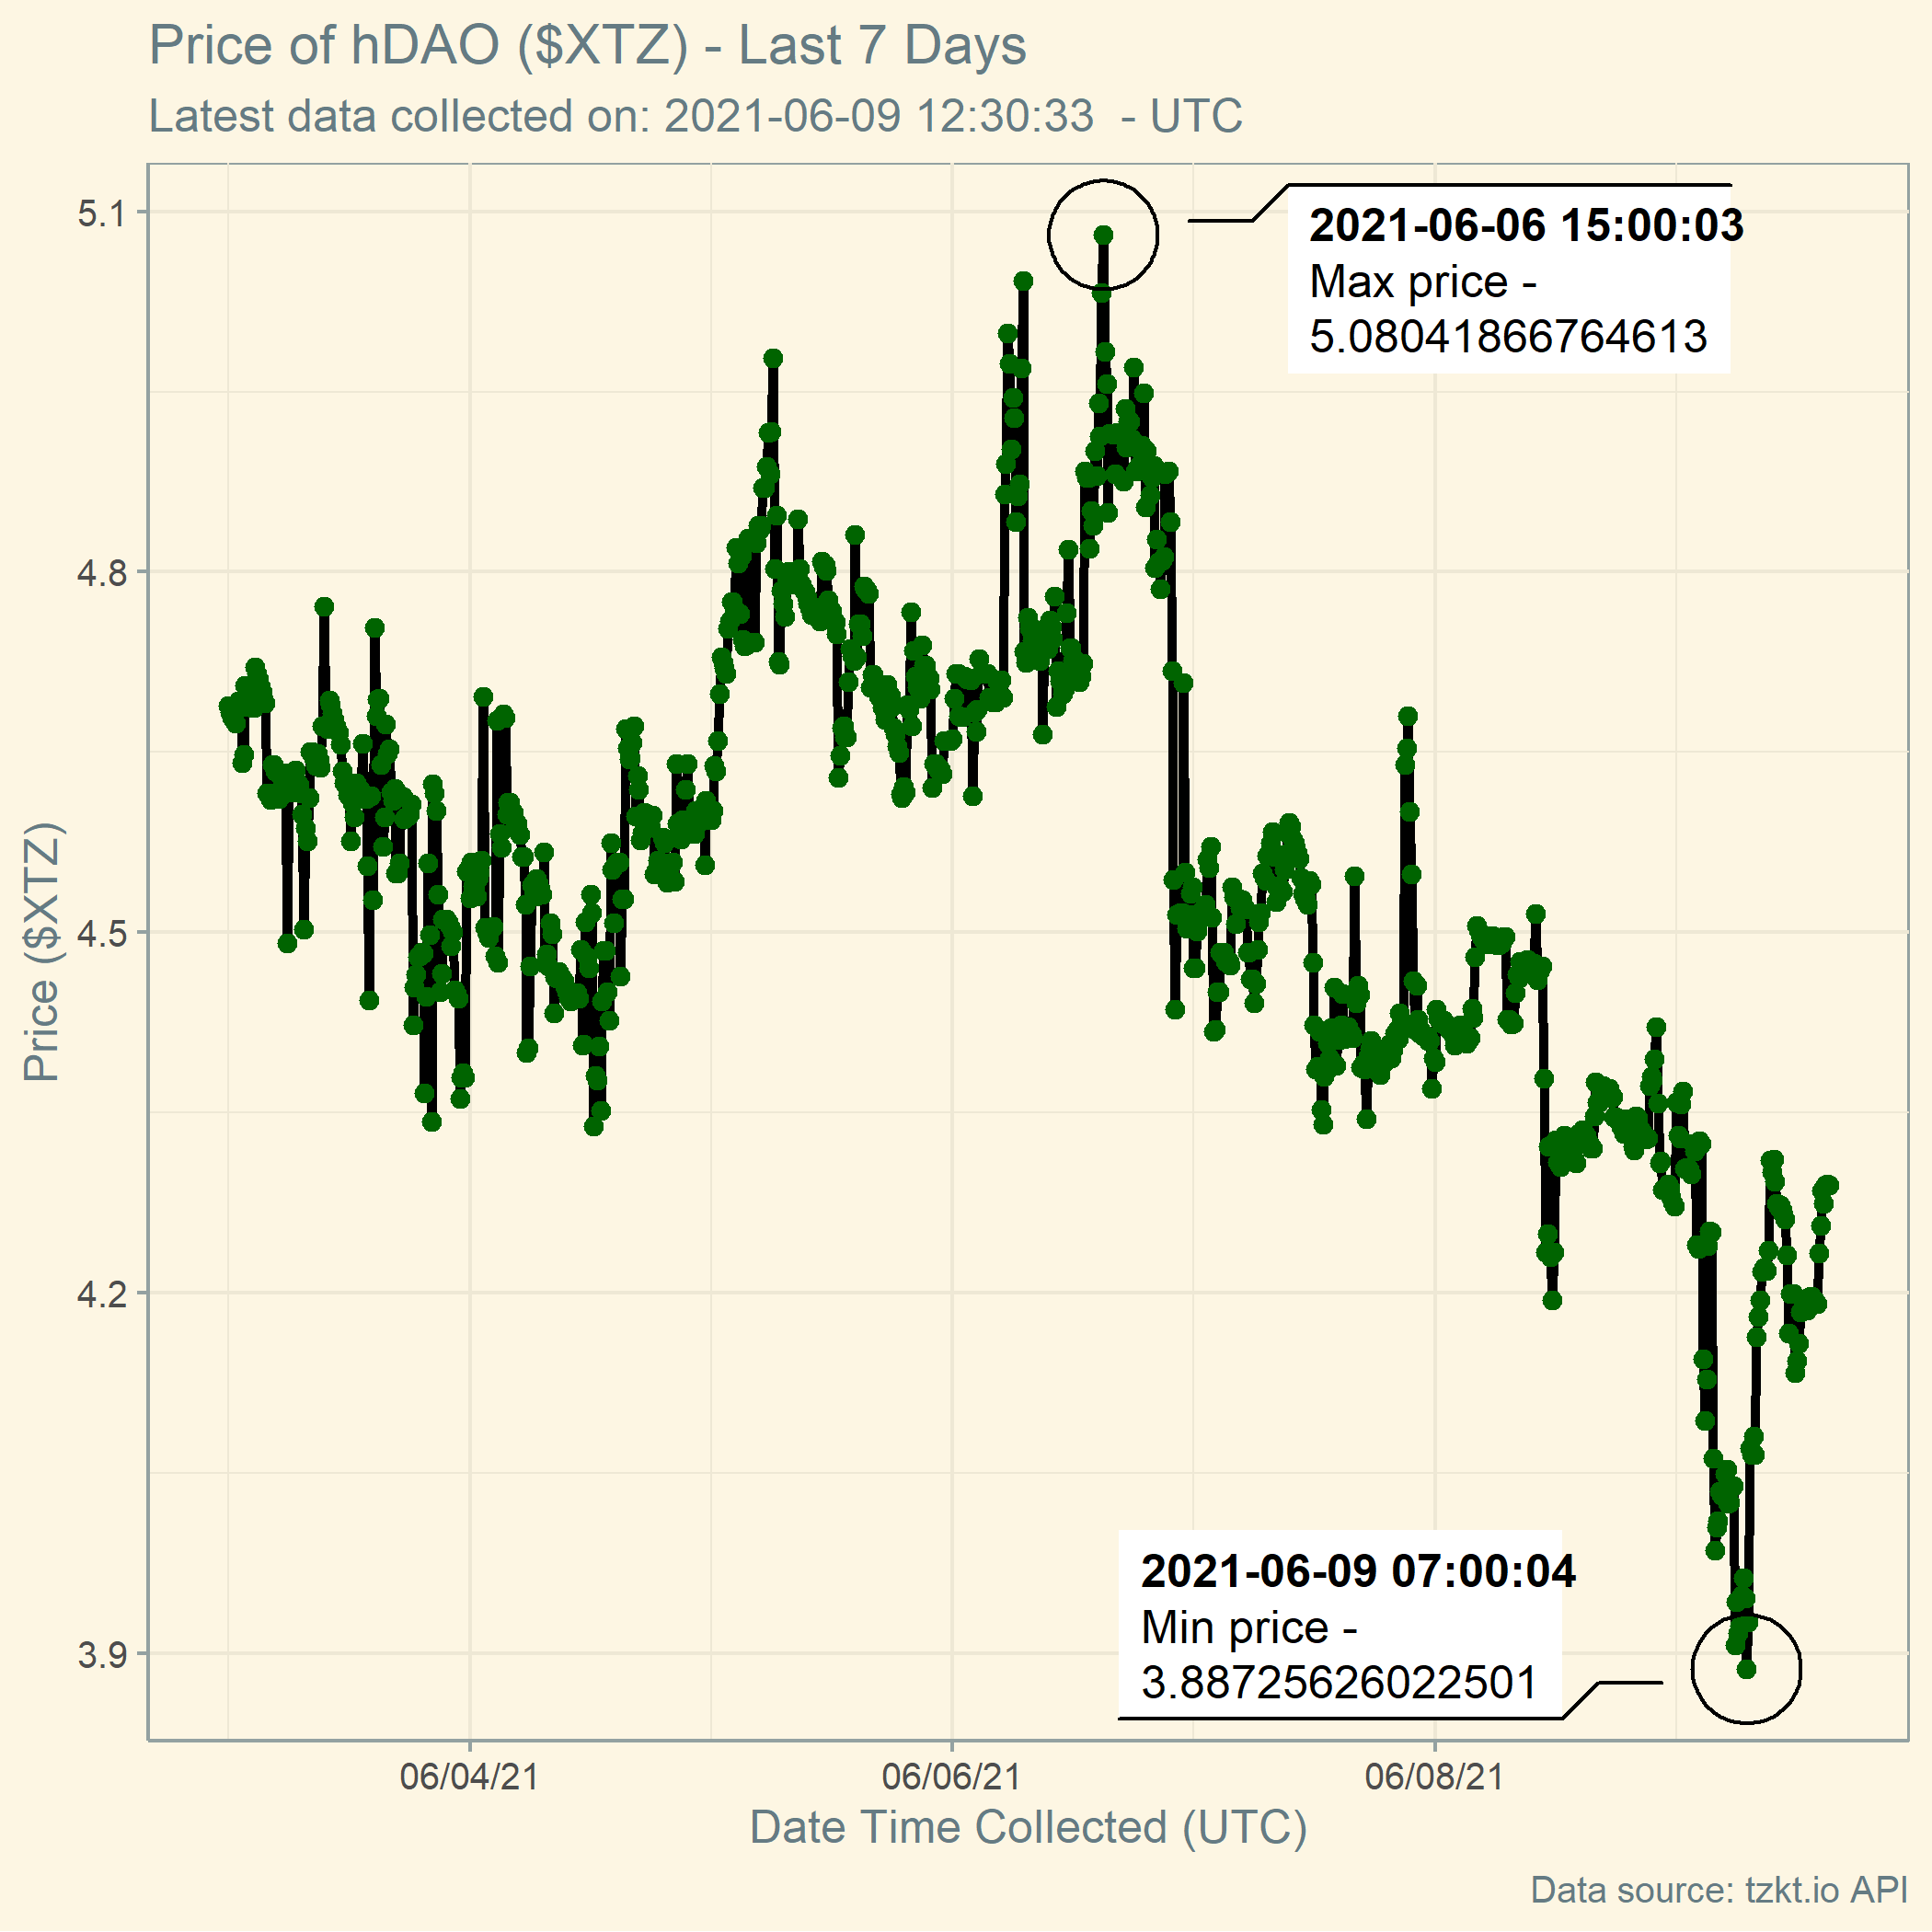 Price of hDAO ($XTZ) - Last 7 Days
Latest data collected on: 2021-06-09 12:30:33  - UTC
5.1
4.8
4.5
4.2
3.9
Price ($XTZ)
2021-06-06 15:00:03
Max price -
5.08041866764613
2021-06-09 07:00:04
Min price -
3.88725626022501
06/04/21
06/06/21
06/08/21
Date Time Collected (UTC)
Data source: tzkt.io API